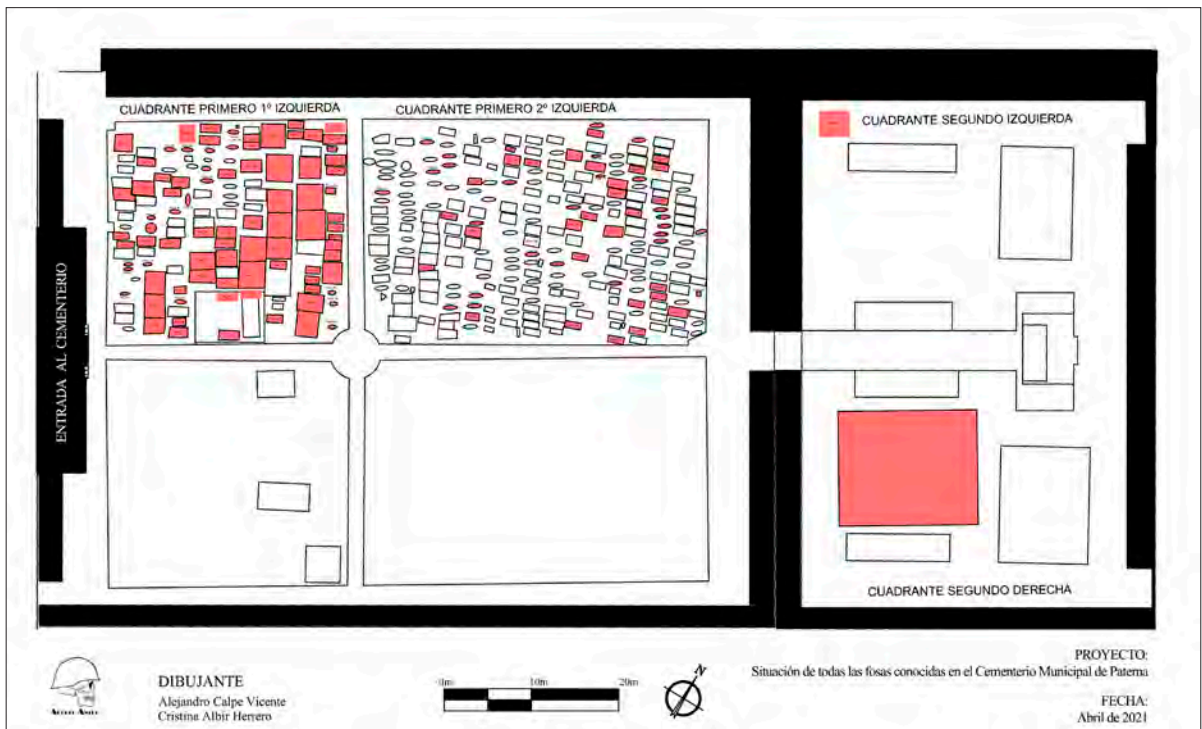 CUADRANTE PRIMERO 1º IZQUIERDA
CUADRANTE PRIMERO 2º IZQUIERDA
CUADRANTE SEGUNDO IZQUIERDA
ENTRADA AL CEMENTERIO
CUADRANTE SEGUNDO DERECHA
DIBUJANTE
Alejandro Calpe Vicente
Cristina Albir Herrero
0m 10m 20m
N
PROYECTO:
Situación de todas las fosas conocidas en el Cementerio Municipal de Paterna
FECHA:
Abril de 2021